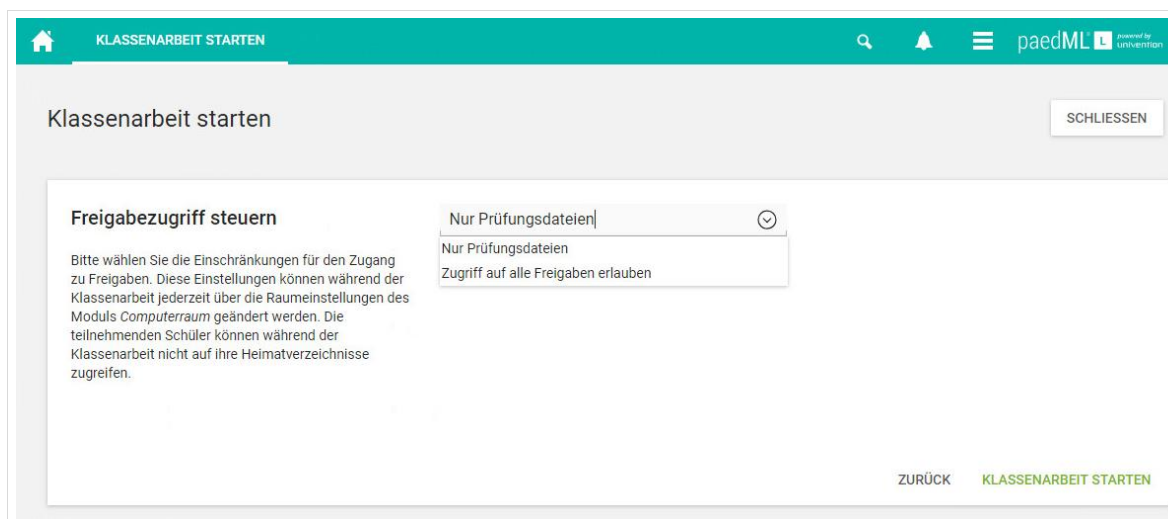 KLASSENARBEIT STARTEN
paedML L powered by univention
Klassenarbeit starten
SCHLIESSEN
Freigabezugriff steuern
Bitte wählen Sie die Einschränkungen für den Zugang
zu Freigaben. Diese Einstellungen können während der
Klassenarbeit jederzeit über die Raumeinstellungen des
Moduls Computerraum geändert werden. Die
teilnehmenden Schüler können während der
Klassenarbeit nicht auf ihre Heimatverzeichnisse
zugreifen.
Nur Prüfungsdateien
Nur Prüfungsdateien
Zugriff auf alle Freigaben erlauben
ZURÜCK
KLASSENARBEIT STARTEN